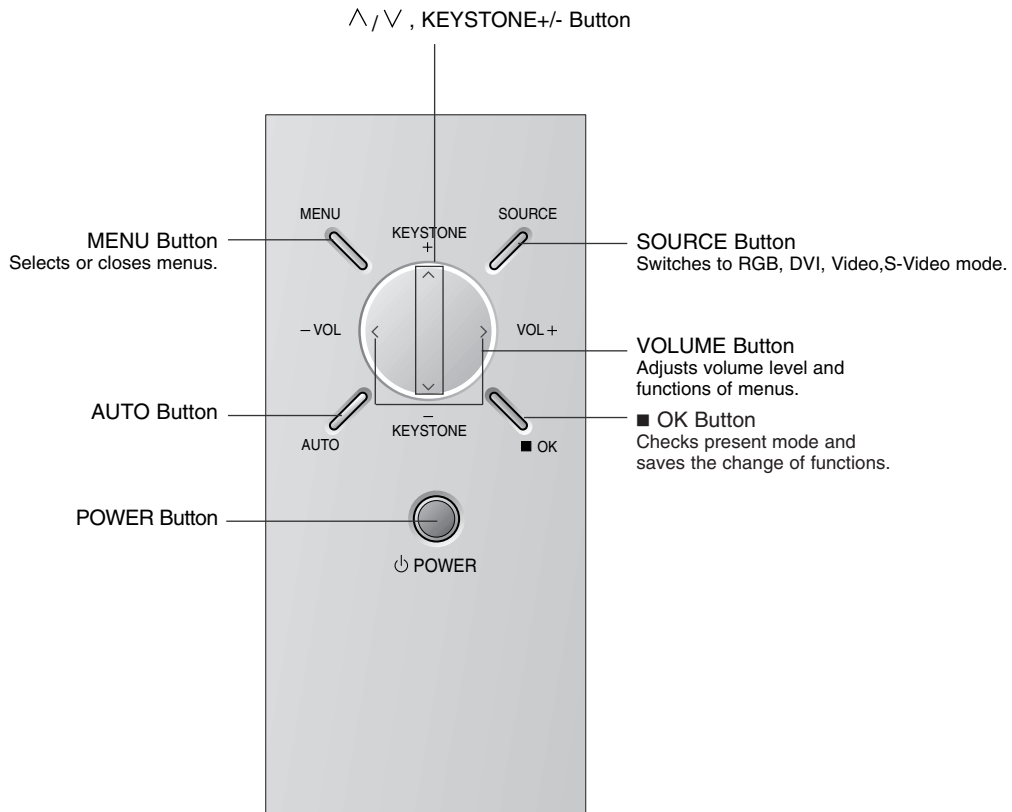 ∧/∨ , KEYSTONE+/- Button
MENU
SOURCE
KEYSTONE
+
MENU Button
Selects or closes menus.
SOURCE Button
Switches to RGB, DVI, Video,S-Video mode.
∧
− VOL
<
>
VOL +
VOLUME Button
Adjusts volume level and
functions of menus.
∨
AUTO Button
−
KEYSTONE
AUTO
■ OK
■ OK Button
Checks present mode and
saves the change of functions.
POWER Button
⏻ POWER